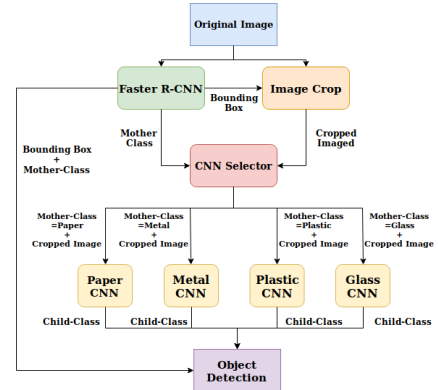 Original Image
Faster R-CNN
Image Crop
Bounding
Box
Mother
Class
Cropped
Imaged
Bounding Box
+
Mother-Class
CNN Selector
Mother-Class
=Paper
+
Cropped Image
Mother-Class
=Metal
+
Cropped Image
Mother-Class
=Plastic
+
Cropped Image
Mother-Class
=Glass
+
Cropped Image
Paper
CNN
Metal
CNN
Plastic
CNN
Glass
CNN
Child-Class
Child-Class
Child-Class
Child-Class
Object
Detection